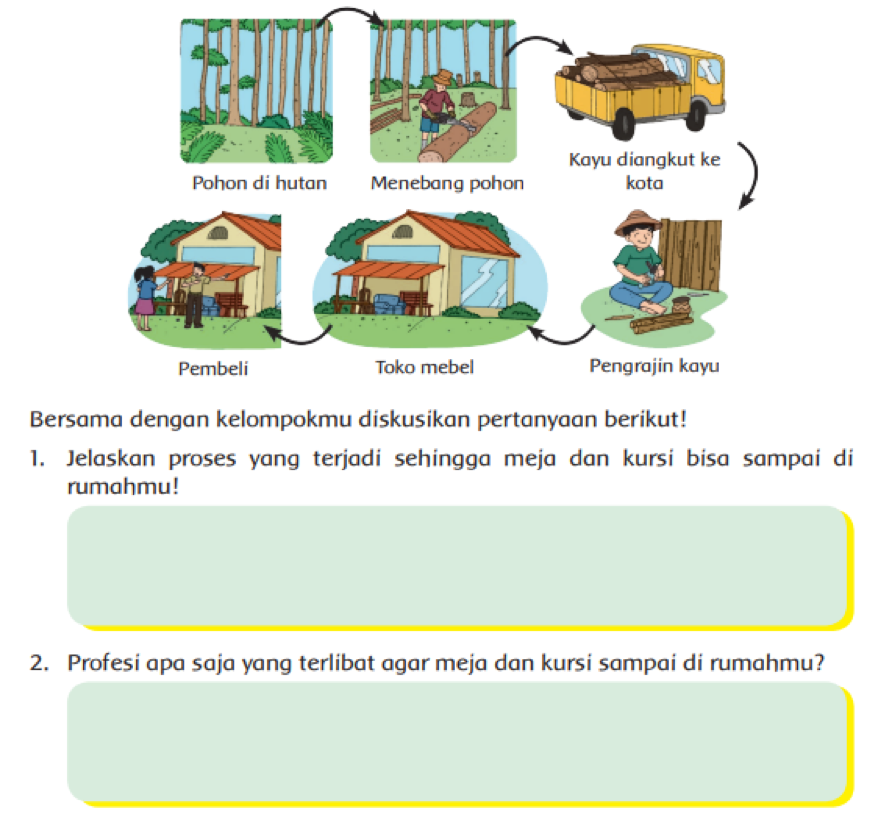 Pohon di hutan
Menebang pohon
Kayu diangkut ke
kota
Pembeli
Toko mebel
Pengrajin kayu
Bersama dengan kelompokmu diskusikan pertanyaan berikut!
1. Jelaskan proses yang terjadi sehingga meja dan kursi bisa sampai di
rumahmu!
2. Profesi apa saja yang terlibat agar meja dan kursi sampai di rumahmu?